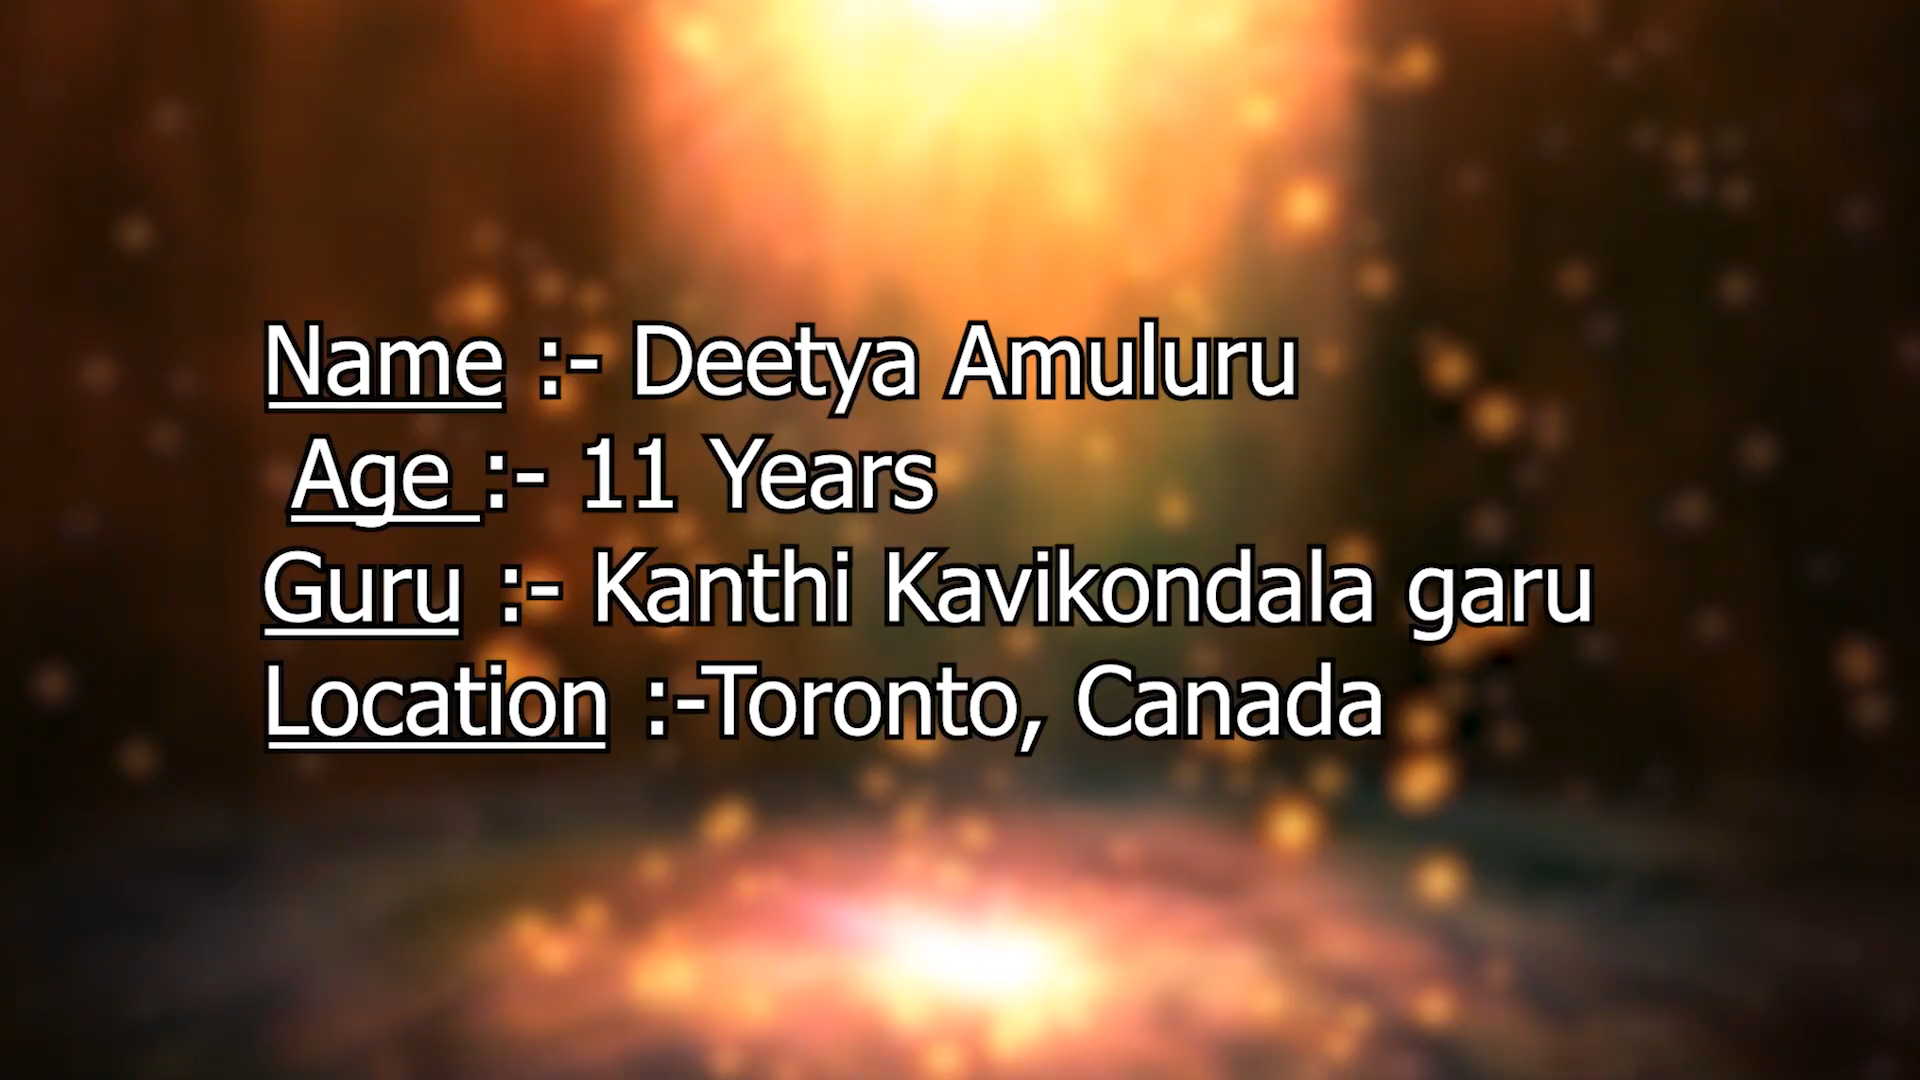 Name :- Deetya Amuluru
Age :- 11 Years
Guru :- Kanthi Kavikondala garu
Location :-Toronto, Canada